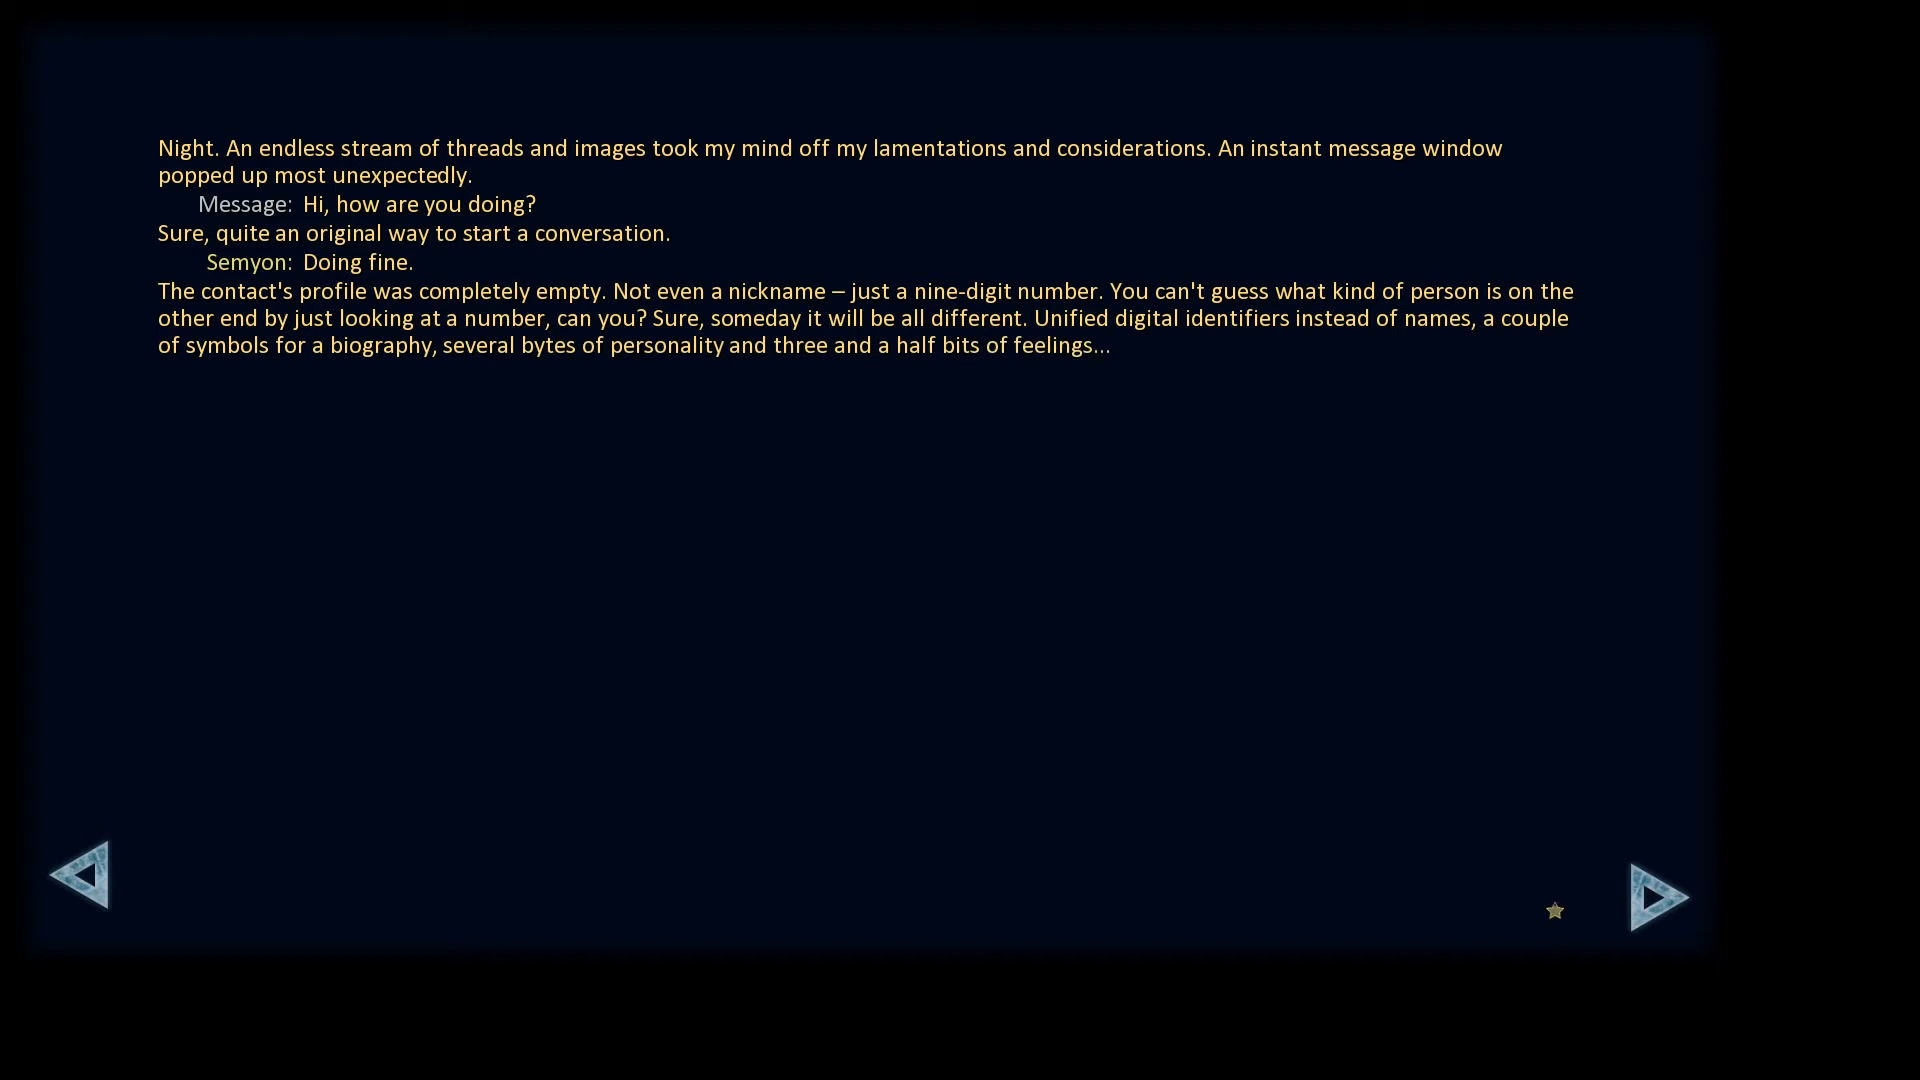 Night. An endless stream of threads and images took my mind off my lamentations and considerations. An instant message window
popped up most unexpectedly.
Message: Hi, how are you doing?
Sure, quite an original way to start a conversation.
Semyon: Doing fine.
The contact's profile was completely empty. Not even a nickname – just a nine-digit number. You can't guess what kind of person is on the
other end by just looking at a number, can you? Sure, someday it will be all different. Unified digital identifiers instead of names, a couple
of symbols for a biography, several bytes of personality and three and a half bits of feelings...